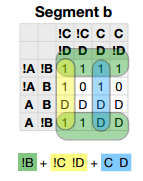 Segment b
!C !C C C
!D D D !D
!A !B 1 1 1 1
!A B 1 0 1 0
A B D D D D
A !B 1 1 D D
!B + !C !D + C D